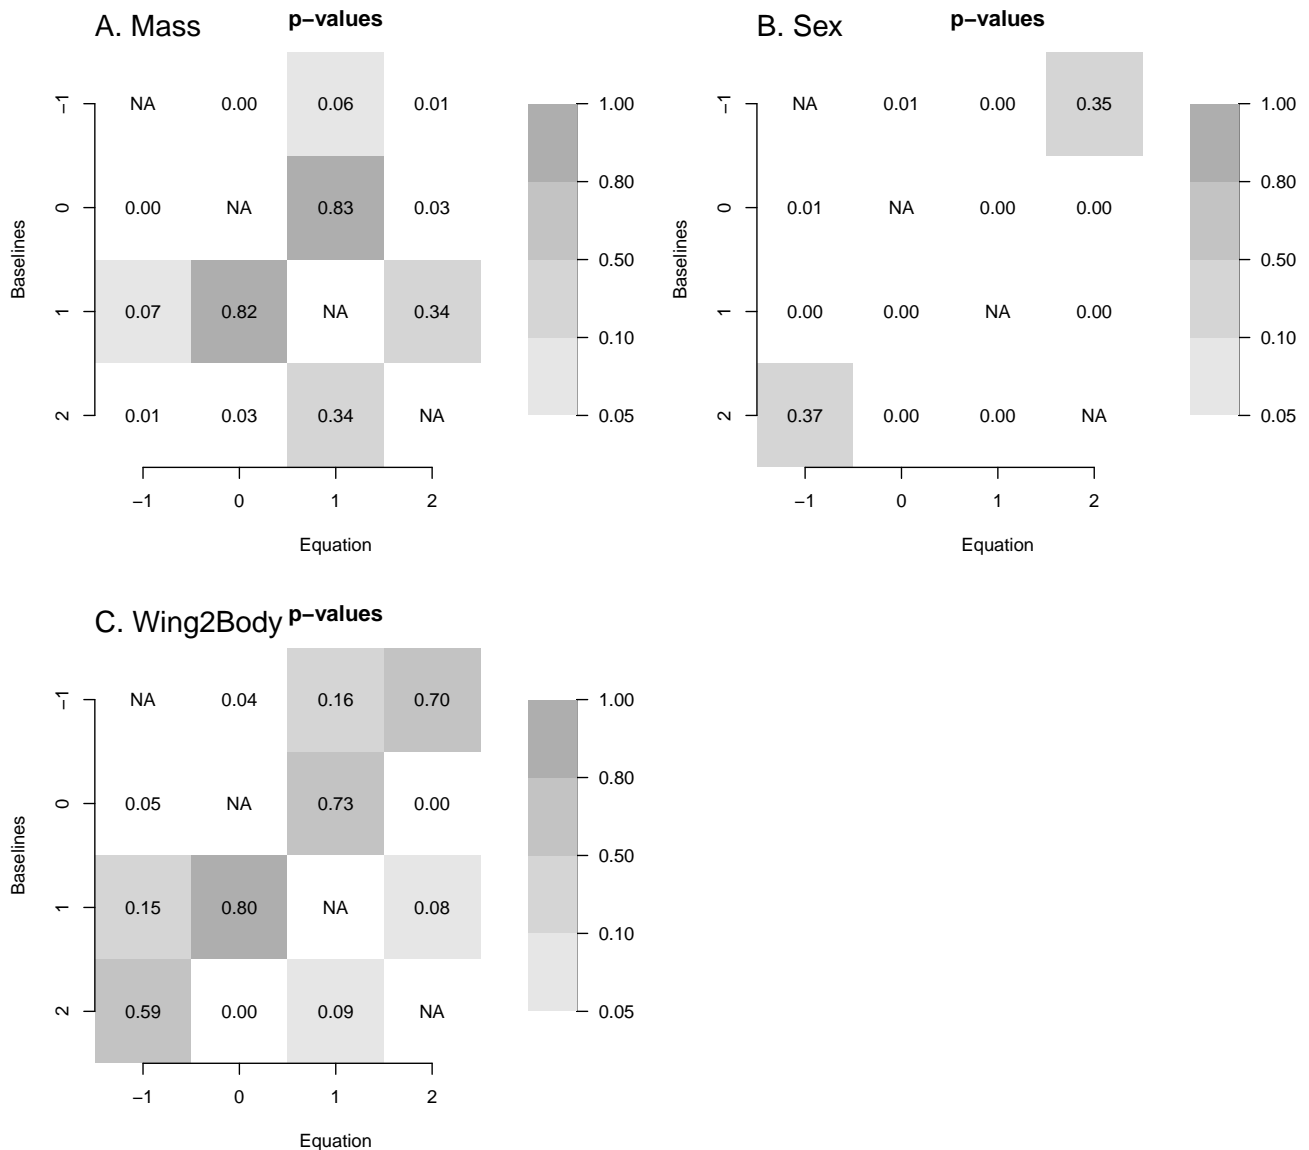 A. Mass p−values
−1 NA 0.00 0.06 0.01 1.00
0.80
0 0.00 NA 0.83 0.03
0.50
1 0.07 0.82 NA 0.34
0.10
2 0.01 0.03 0.34 NA 0.05
Baselines
−1 0 1 2
Equation
B. Sex p−values
−1 NA 0.01 0.00 0.35 1.00
0.80
0 0.01 NA 0.00 0.00
0.50
1 0.00 0.00 NA 0.00
0.10
2 0.37 0.00 0.00 NA 0.05
Baselines
−1 0 1 2
Equation
C. Wing2Body p−values
−1 NA 0.04 0.16 0.70 1.00
0.80
0 0.05 NA 0.73 0.00
0.50
1 0.15 0.80 NA 0.08
0.10
2 0.59 0.00 0.09 NA 0.05
Baselines
−1 0 1 2
Equation